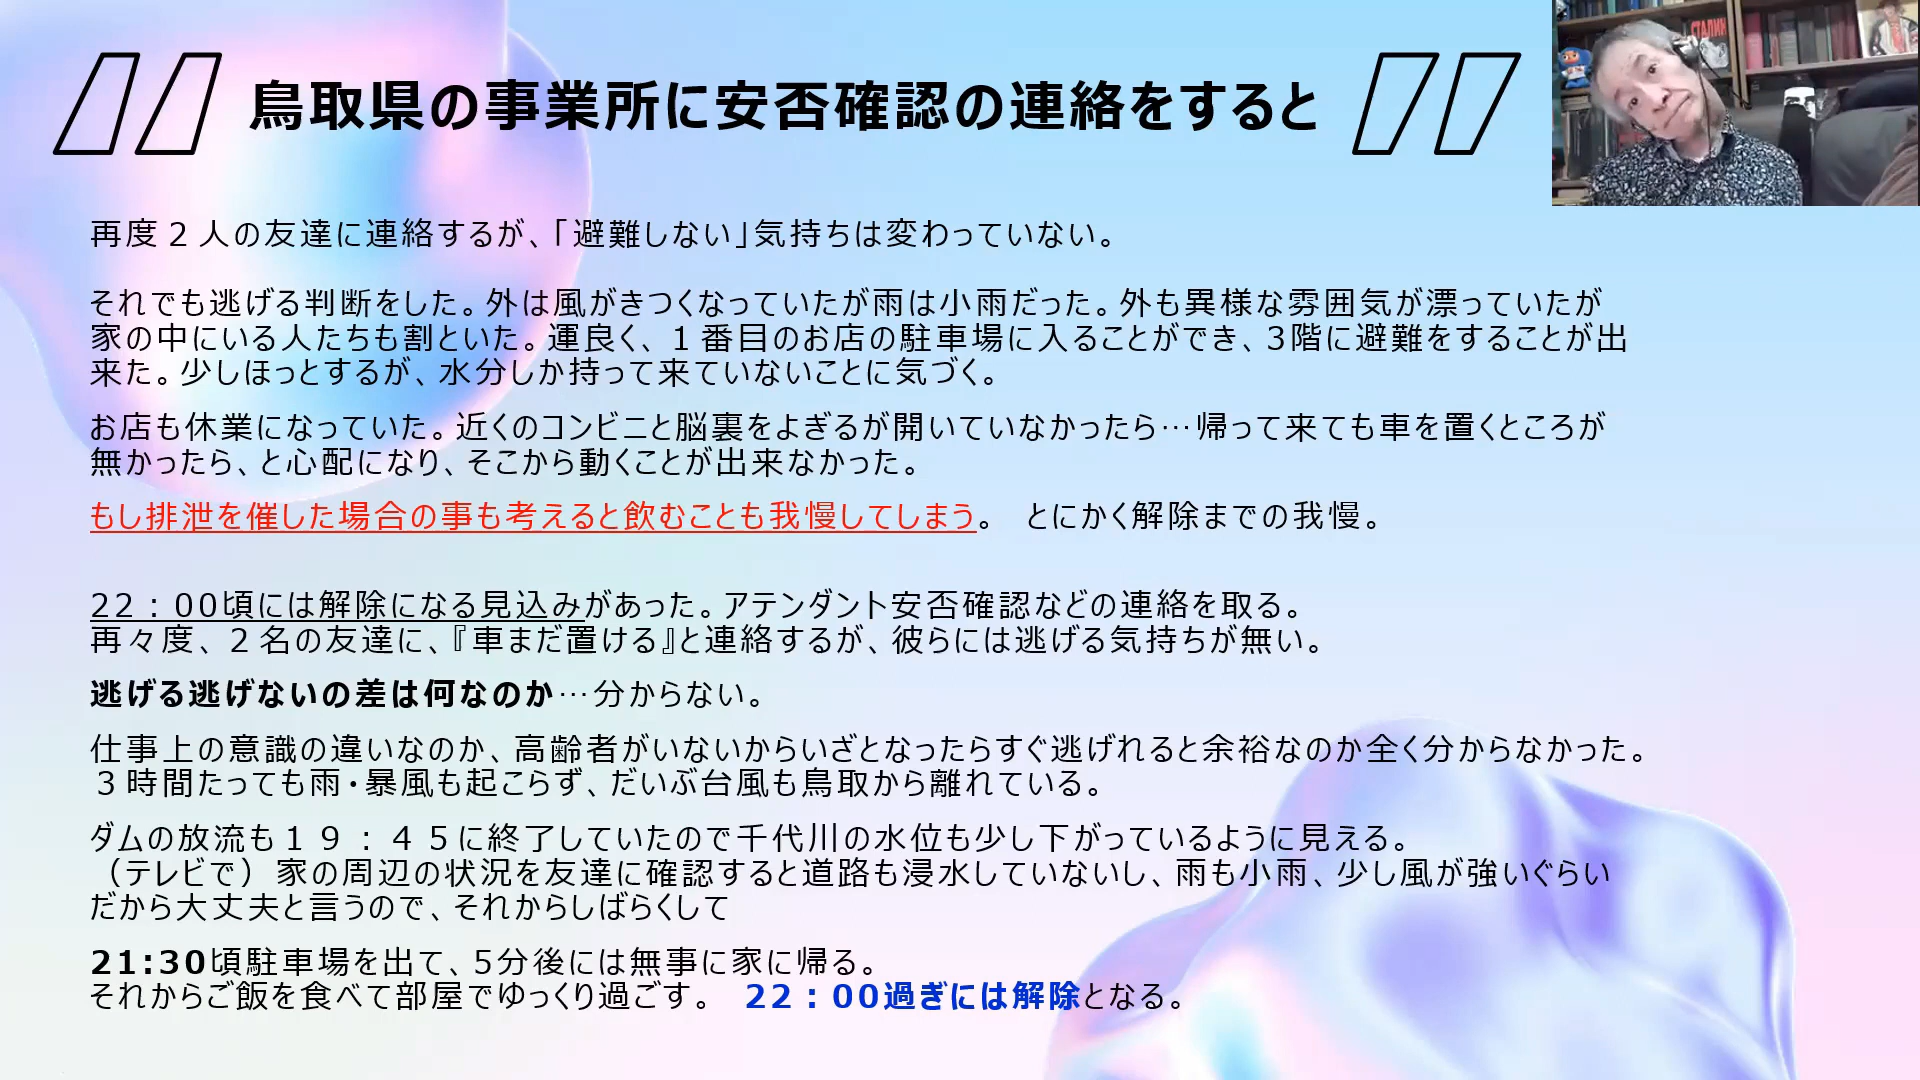 鳥取県の事業所に安否確認の連絡をすると
СТАЛИН
再度２人の友達に連絡するが、「避難しない」気持ちは変わっていない。
それでも逃げる判断をした。外は風がきつくなっていたが雨は小雨だった。外も異様な雰囲気が漂っていたが
家の中にいる人たちも割といた。運良く、１番目のお店の駐車場に入ることができ、3階に避難をすることが出
来た。少しほっとするが、水分しか持って来ていないことに気づく。
お店も休業になっていた。近くのコンビニと脳裏をよぎるが開いていなかったら…帰って来ても車を置くところが
無かったら、と心配になり、そこから動くことが出来なかった。
もし排泄を催した場合の事も考えると飲むことも我慢してしまう。　とにかく解除までの我慢。
22：00頃には解除になる見込みがあった。アテンダント安否確認などの連絡を取る。
再々度、２名の友達に、『車まだ置ける』と連絡するが、彼らには逃げる気持ちが無い。
逃げる逃げないの差は何なのか…分からない。
仕事上の意識の違いなのか、高齢者がいないからいざとなったらすぐ逃げれると余裕なのか全く分からなかった。
３時間たっても雨・暴風も起こらず、だいぶ台風も鳥取から離れている。
ダムの放流も１９：４５に終了していたので千代川の水位も少し下がっているように見える。
（テレビで）家の周辺の状況を友達に確認すると道路も浸水していないし、雨も小雨、少し風が強いぐらい
だから大丈夫と言うので、それからしばらくして
21:30頃駐車場を出て、5分後には無事に家に帰る。
それからご飯を食べて部屋でゆっくり過ごす。　22：00過ぎには解除となる。